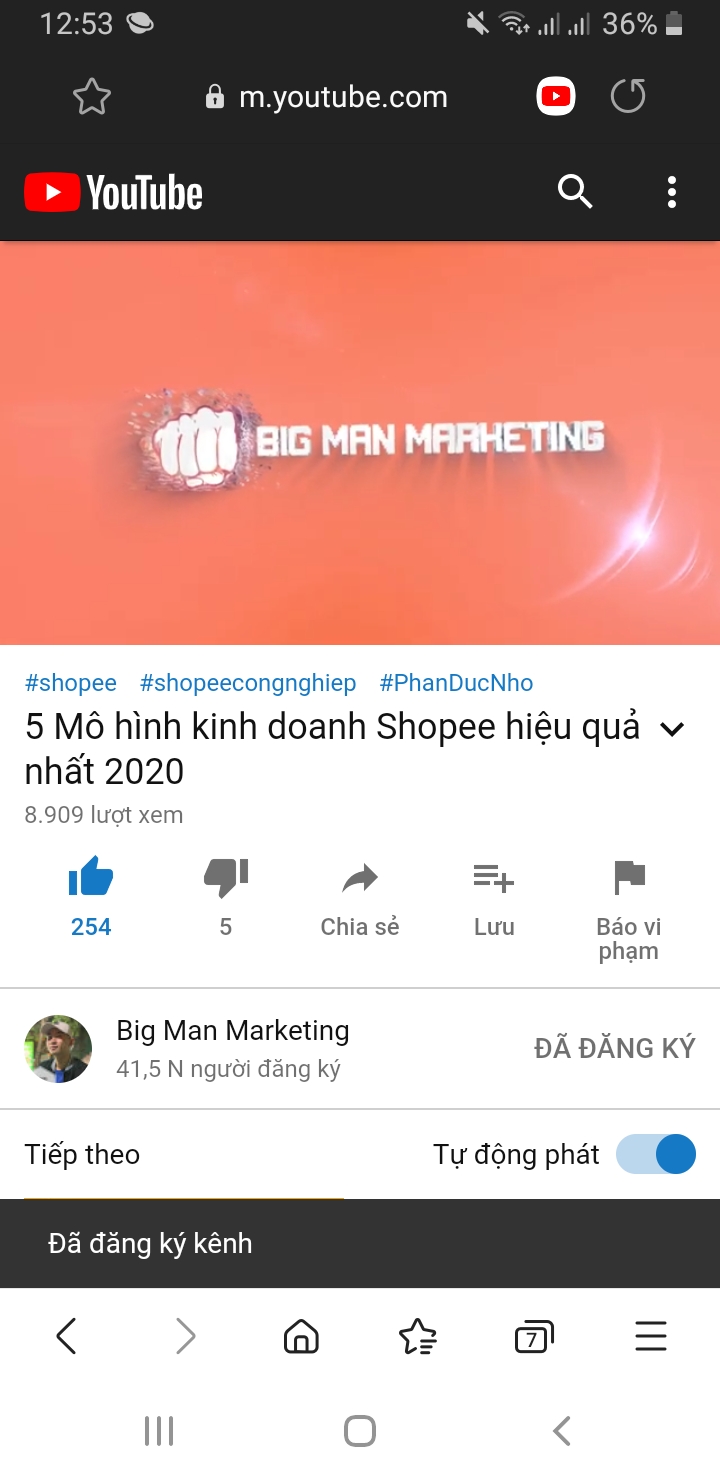 12:53 36%
m.youtube.com
YouTube
BIG MAN MARKETING
#shopee #shopeecongnghiep #PhanDucNho
5 Mô hình kinh doanh Shopee hiệu quả
nhất 2020
8.909 lượt xem
254 5 Chia sẻ Lưu Báo vi
phạm
Big Man Marketing
41,5 N người đăng ký
ĐÃ ĐĂNG KÝ
Tiếp theo Tự động phát
Đã đăng ký kênh
7